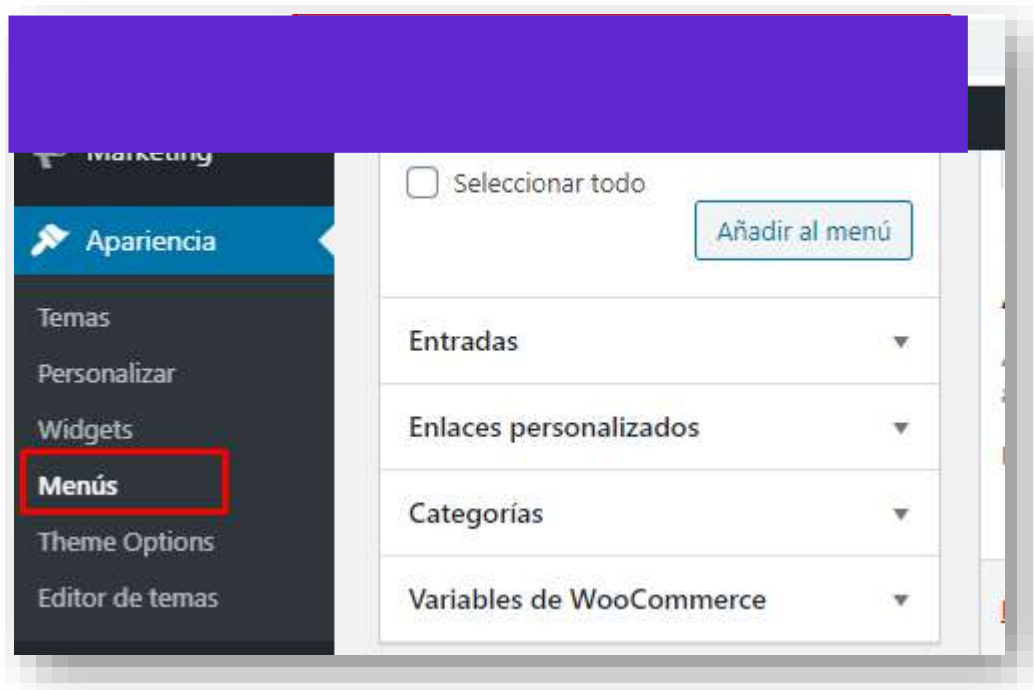 Marketing
Apariencia
Temas
Personalizar
Widgets
Menús
Theme Options
Editor de temas
Seleccionar todo
Añadir al menú
Entradas
Enlaces personalizados
Categorías
Variables de WooCommerce